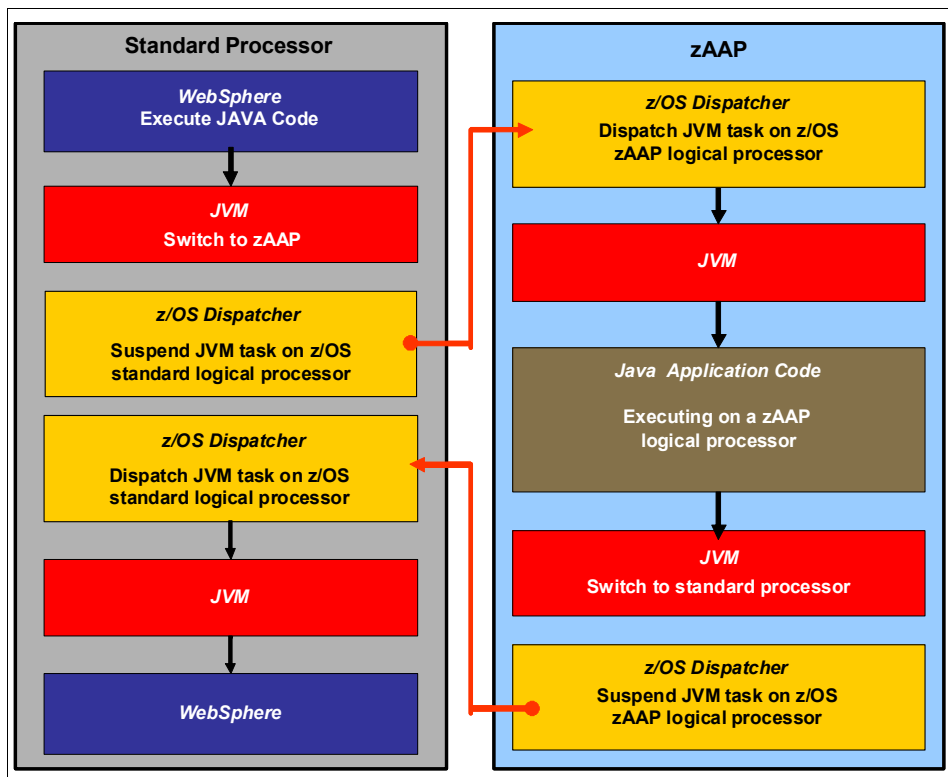 Standard Processor
WebSphere
Execute JAVA Code
JVM
Switch to zAAP
z/OS Dispatcher
Suspend JVM task on z/OS
standard logical processor
z/OS Dispatcher
Dispatch JVM task on z/OS
standard logical processor
JVM
WebSphere
zAAP
z/OS Dispatcher
Dispatch JVM task on z/OS
zAAP logical processor
JVM
Java Application Code
Executing on a zAAP
logical processor
JVM
Switch to standard processor
z/OS Dispatcher
Suspend JVM task on z/OS
zAAP logical processor